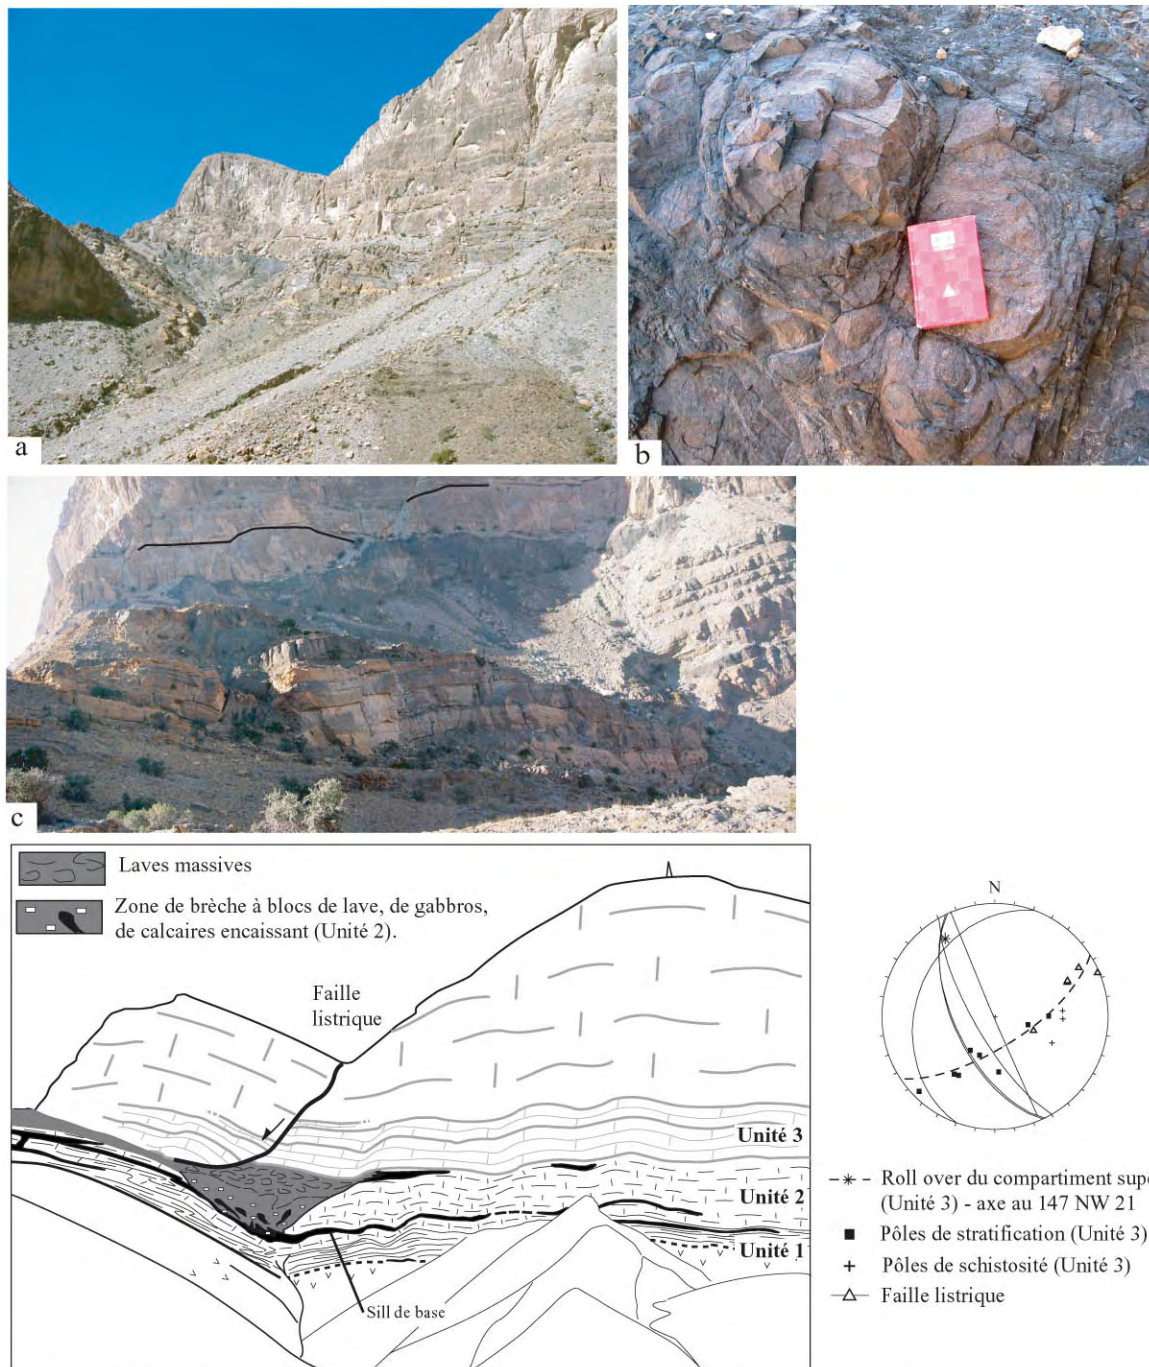 a
b
c
Laves massives
Zone de brèche à blocs de lave, de gabbros,
de calcaires encaissant (Unité 2).
Faille
listrique
Unité 3
Unité 2
Unité 1
Sill de base
N
Roll over du compartiment supé
(Unité 3) - axe au 147 NW 21
Pôles de stratification (Unité 3)
Pôles de schistosité (Unité 3)
Faille listrique